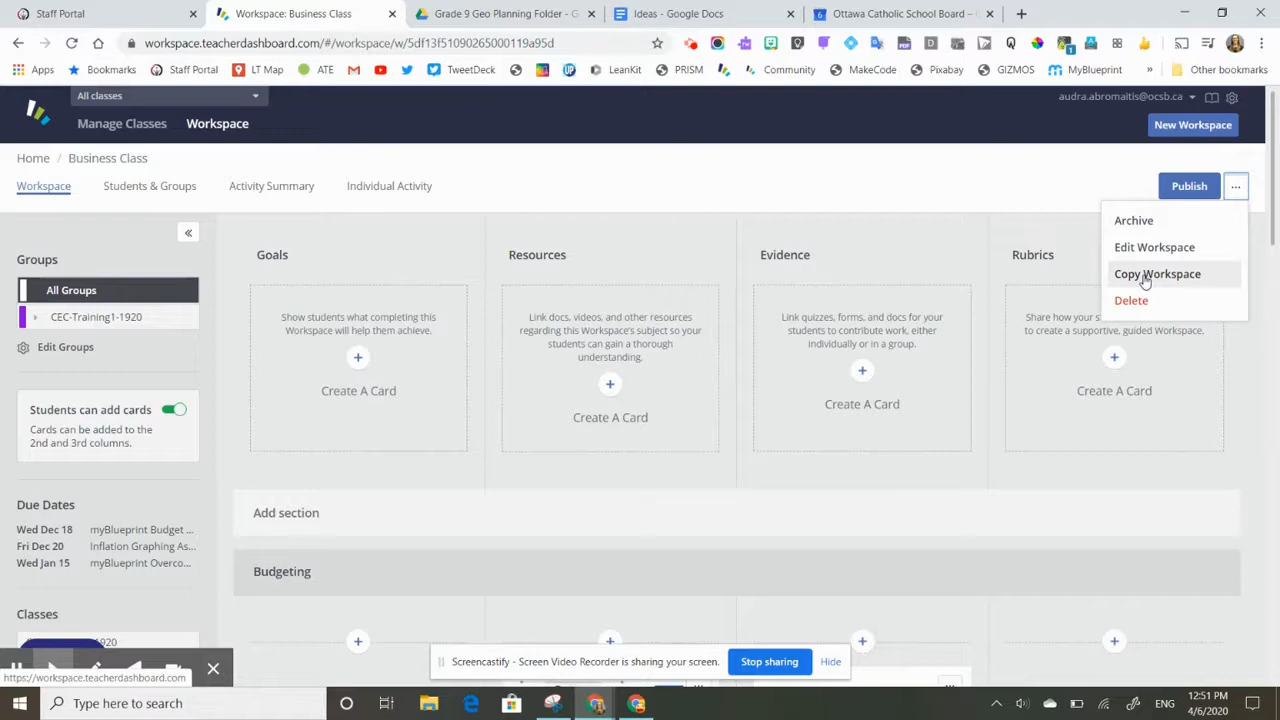 Staff Portal
Workspace: Business Class
Grade 9 Geo Planning Folder - G
Ideas - Google Docs
Ottawa Catholic School Board –
workspace.teacherdashboard.com/#/workspace/w/5df13f51090265000119a95d
Apps
Bookmarks
Staff Portal
LT Map
ATE
TweetDeck
LeanKit
PRISM
Community
MakeCode
Pixabay
GIZMOS
MyBlueprint
»
Other bookmarks
All classes
audra.abromaitis@ocsb.ca
Manage Classes
Workspace
New Workspace
Home / Business Class
Workspace
Students & Groups
Activity Summary
Individual Activity
Publish
...
Archive
Edit Workspace
Copy Workspace
Delete
«
Groups
All Groups
CEC-Training1-1920
Edit Groups
Students can add cards
Cards can be added to the
2nd and 3rd columns.
Due Dates
Wed Dec 18 myBlueprint Budget ...
Fri Dec 20 Inflation Graphing As...
Wed Jan 15 myBlueprint Overco...
Classes
Goals
Show students what completing this
Workspace will help them achieve.
+
Create A Card
Resources
Link docs, videos, and other resources
regarding this Workspace's subject so your
students can gain a thorough
understanding.
+
Create A Card
Evidence
Link quizzes, forms, and docs for your
students to contribute work, either
individually or in a group.
+
Create A Card
Rubrics
Share how your s
to create a supportive, guided Workspace.
+
Create A Card
Add section
Budgeting
+
+
+
+
Screencastify - Screen Video Recorder is sharing your screen.
Stop sharing
Hide
https://workspace.teacherdashboard.com
Type here to search
ENG
12:51 PM
4/6/2020